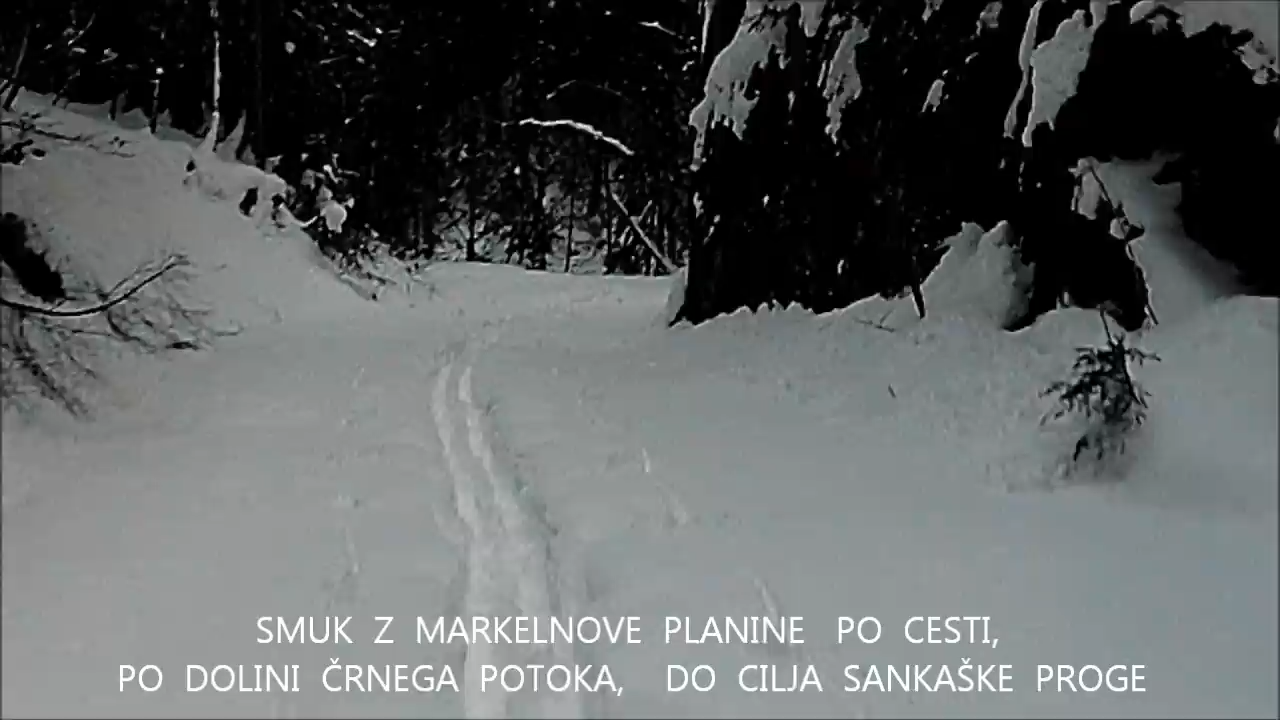 SMUK Z MARKELNOVE PLANINE PO CESTI,
PO DOLINI ČRNEGA POTOKA, DO CILJA SANKAŠKE PROGE